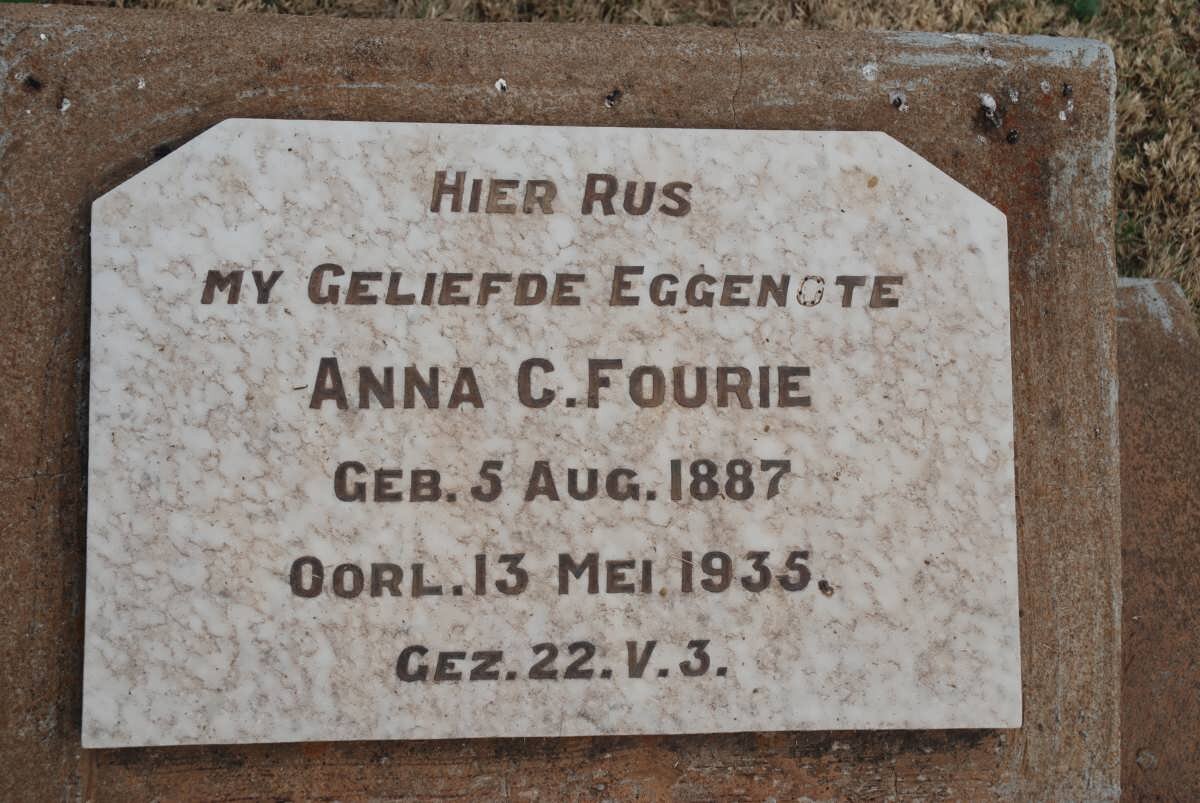 HIER RUS
MY GELIEFDE EGGENOTE
ANNA C. FOURIE
GEB. 5 AUG. 1887
OORL. 13 MEI 1935.
GEZ. 22. V. 3.